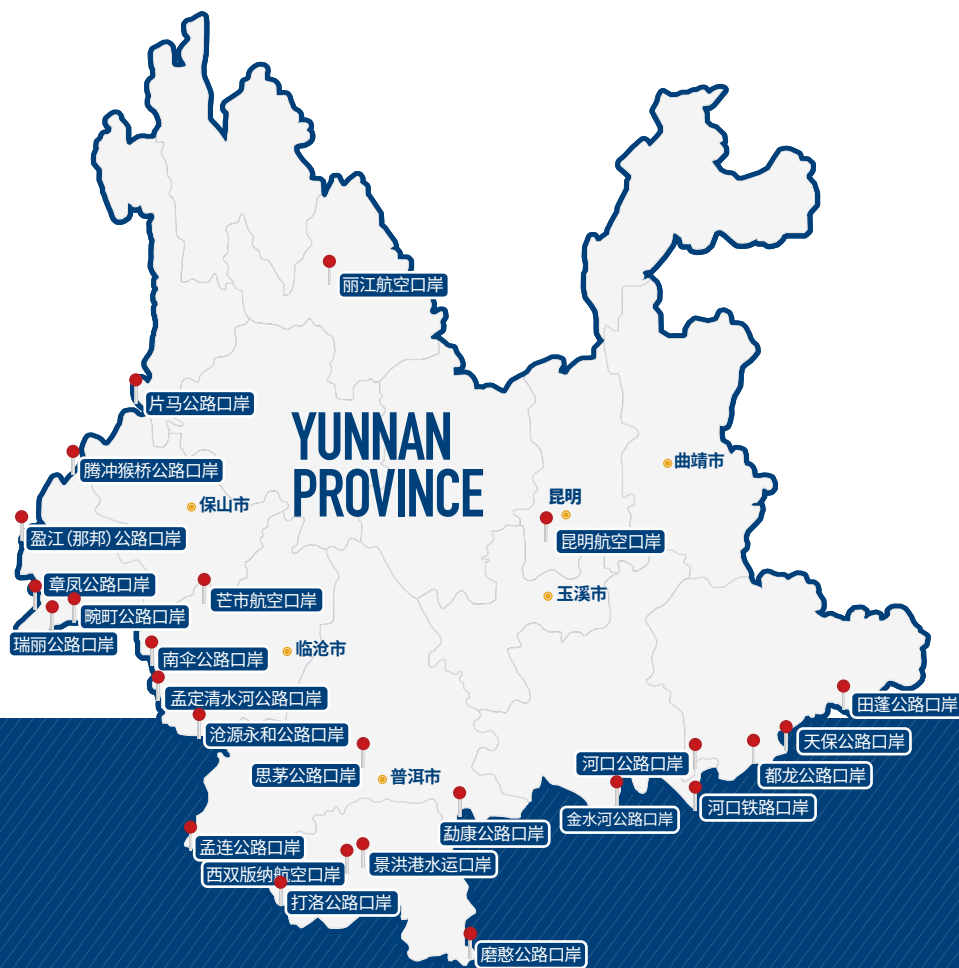 丽江航空口岸
片马公路口岸
YUNNAN
PROVINCE
曲靖市
腾冲猴桥公路口岸
保山市
昆明
盈江(那邦)公路口岸
昆明航空口岸
章凤公路口岸
芒市航空口岸
玉溪市
畹町公路口岸
瑞丽公路口岸
临沧市
南伞公路口岸
孟定清水河公路口岸
田蓬公路口岸
沧源永和公路口岸
天保公路口岸
河口公路口岸
思茅公路口岸
普洱市
都龙公路口岸
河口铁路口岸
金水河公路口岸
勐康公路口岸
孟连公路口岸
景洪港水运口岸
西双版纳航空口岸
打洛公路口岸
磨憨公路口岸